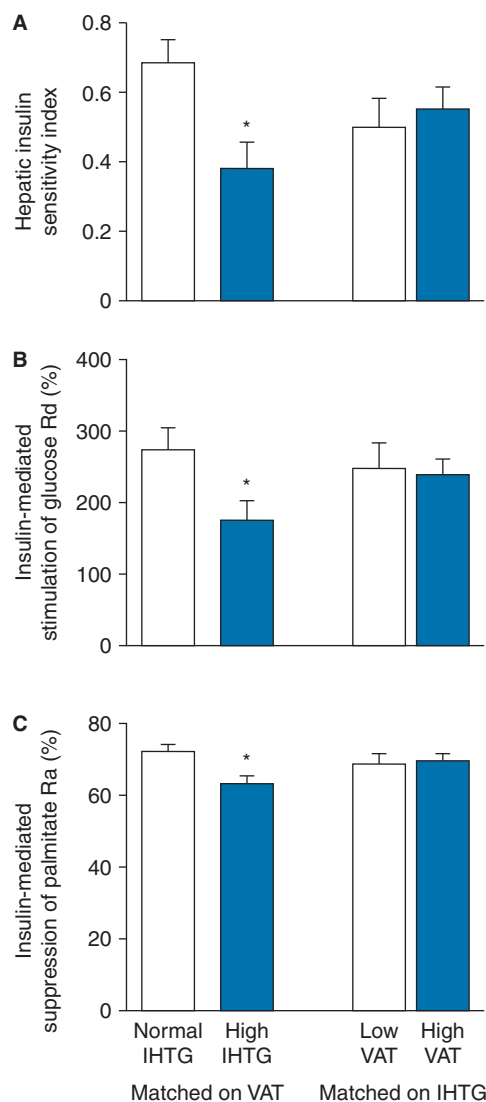 A
Hepatic insulin
sensitivity index
0.8
0.6
0.4
0.2
0
*
B
Insulin-mediated
stimulation of glucose Rd (%)
400
300
200
100
0
*
C
Insulin-mediated
suppression of palmitate Ra (%)
80
60
40
20
0
*
Normal IHTG
High IHTG
Low VAT
High VAT
Matched on VAT
Matched on IHTG